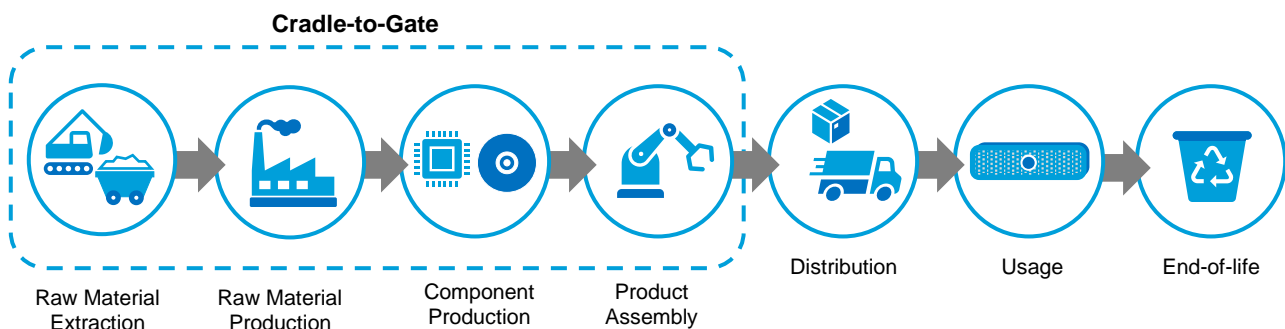 Cradle-to-Gate
Raw Material
Extraction
Raw Material
Production
Component
Production
Product
Assembly
Distribution
Usage
End-of-life